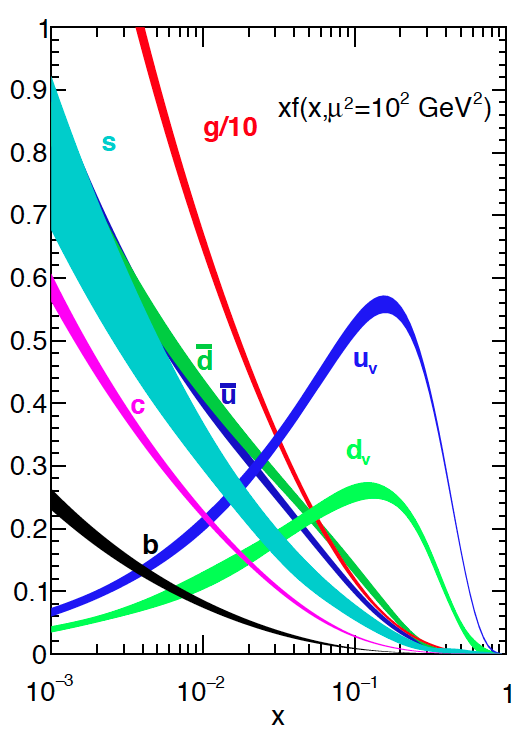 1
0.9
0.8
0.7
0.6
0.5
0.4
0.3
0.2
0.1
0
xf(x,μ²=10² GeV²)
g/10
s
d̅
u̅
c
u_v
d_v
b
10⁻³
10⁻²
10⁻¹
1
x